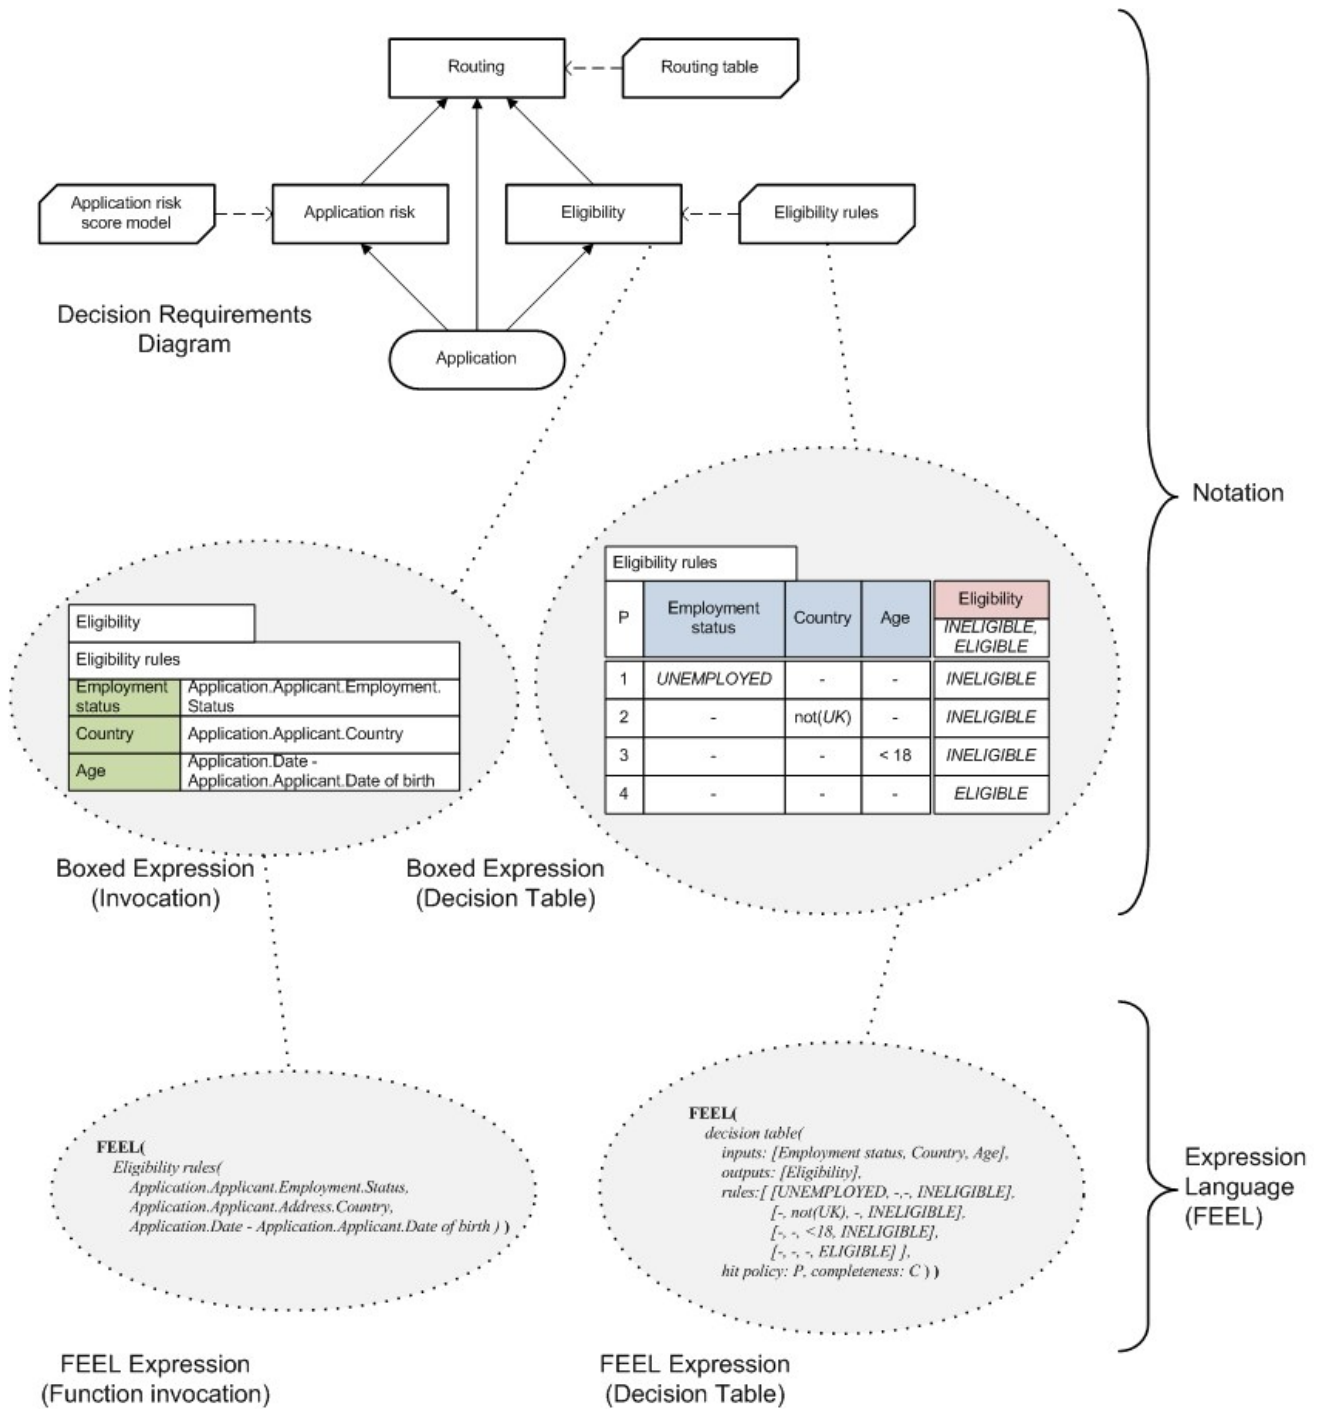 Routing
Routing table
Application risk
score model
Application risk
Eligibility
Eligibility rules
Decision Requirements
Diagram
Application
Notation
Eligibility
Eligibility rules
Employment
status
Application.Applicant.Employment.
Status
Country
Application.Applicant.Country
Age
Application.Date -
Application.Applicant.Date of birth
Boxed Expression
(Invocation)
Eligibility rules
P
Employment
status
Country
Age
Eligibility
INELIGIBLE,
ELIGIBLE
1 UNEMPLOYED - - INELIGIBLE
2 - not(UK) - INELIGIBLE
3 - - < 18 INELIGIBLE
4 - - - ELIGIBLE
Boxed Expression
(Decision Table)
FEEL(
Eligibility rules(
Application.Applicant.Employment.Status,
Application.Applicant.Address.Country,
Application.Date - Application.Applicant.Date of birth ) )
FEEL Expression
(Function invocation)
FEEL(
decision table(
inputs: [Employment status, Country, Age],
outputs: [Eligibility],
rules:[ [UNEMPLOYED, -,-, INELIGIBLE],
[-, not(UK), -, INELIGIBLE],
[-, -, <18, INELIGIBLE],
[-, -, -, ELIGIBLE] ],
hit policy: P, completeness: C ) )
FEEL Expression
(Decision Table)
Expression
Language
(FEEL)